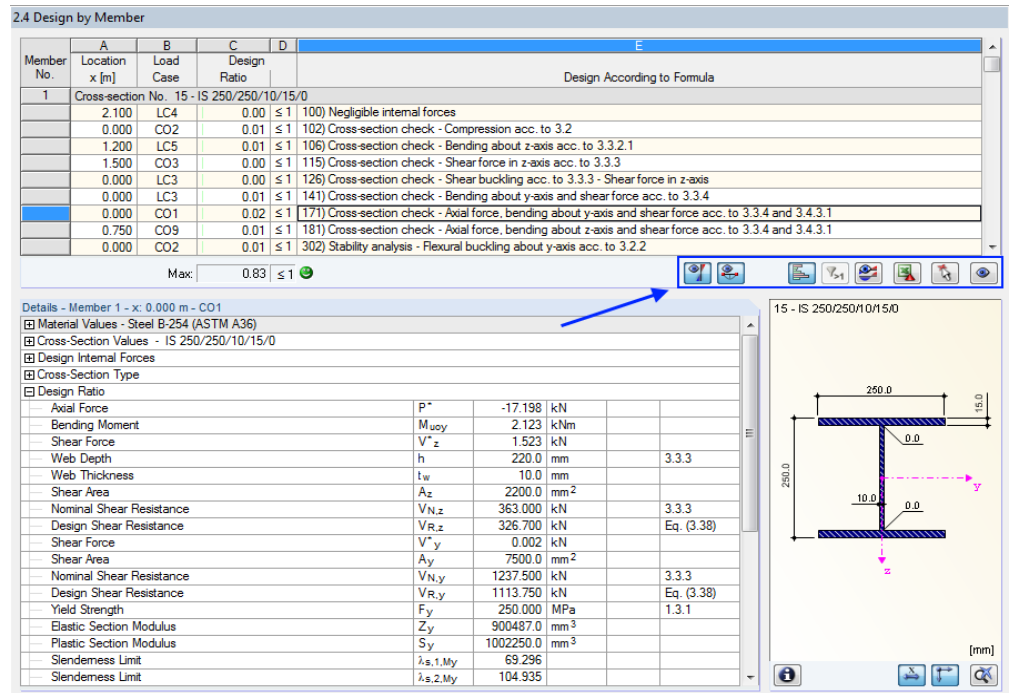 2.4 Design by Member
A B C D E
Member Location Load Design
No. x [m] Case Ratio Design According to Formula
1 Cross-section No. 15 - IS 250/250/10/15/0
2.100 LC4 0.00 ≤ 1 100) Negligible internal forces
0.000 CO2 0.01 ≤ 1 102) Cross-section check - Compression acc. to 3.2
1.200 LC5 0.01 ≤ 1 106) Cross-section check - Bending about z-axis acc. to 3.3.2.1
1.500 CO3 0.00 ≤ 1 115) Cross-section check - Shear force in z-axis acc. to 3.3.3
0.000 LC3 0.00 ≤ 1 126) Cross-section check - Shear buckling acc. to 3.3.3 - Shear force in z-axis
0.000 LC3 0.01 ≤ 1 141) Cross-section check - Bending about y-axis and shear force acc. to 3.3.4
0.000 CO1 0.02 ≤ 1 171) Cross-section check - Axial force, bending about y-axis and shear force acc. to 3.3.4 and 3.4.3.1
0.750 CO9 0.01 ≤ 1 181) Cross-section check - Axial force, bending about z-axis and shear force acc. to 3.3.4 and 3.4.3.1
0.000 CO2 0.01 ≤ 1 302) Stability analysis - Flexural buckling about y-axis acc. to 3.2.2
Max: 0.83 ≤ 1
Details - Member 1 - x: 0.000 m - CO1
Material Values - Steel B-254 (ASTM A36)
Cross-Section Values - IS 250/250/10/15/0
Design Internal Forces
Cross-Section Type
Design Ratio
Axial Force P* -17.198 kN
Bending Moment Muoy 2.123 kNm
Shear Force V*z 1.523 kN
Web Depth h 220.0 mm 3.3.3
Web Thickness tw 10.0 mm
Shear Area Az 2200.0 mm2
Nominal Shear Resistance VN,z 363.000 kN 3.3.3
Design Shear Resistance VR,z 326.700 kN Eq. (3.38)
Shear Force V*y 0.002 kN
Shear Area Ay 7500.0 mm2
Nominal Shear Resistance VN,y 1237.500 kN 3.3.3
Design Shear Resistance VR,y 1113.750 kN Eq. (3.38)
Yield Strength Fy 250.000 MPa 1.3.1
Elastic Section Modulus Zy 900487.0 mm3
Plastic Section Modulus Sy 1002250.0 mm3
Slenderness Limit λs,1,My 69.296
Slenderness Limit λs,2,My 104.935
15 - IS 250/250/10/15/0
250.0
15.0
0.0
250.0
y
10.0
0.0
z
[mm]